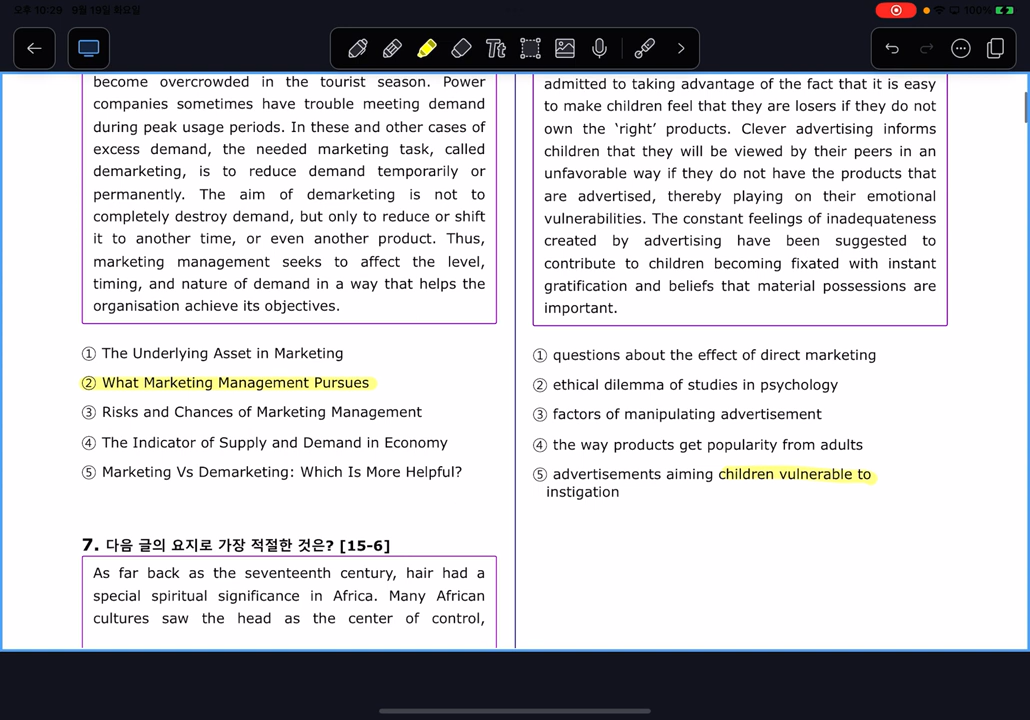 오후 10:29 9월 19일 화요일
100%
Tt
become overcrowded in the tourist season. Power
companies sometimes have trouble meeting demand
during peak usage periods. In these and other cases of
excess demand, the needed marketing task, called
demarketing, is to reduce demand temporarily or
permanently. The aim of demarketing is not to
completely destroy demand, but only to reduce or shift
it to another time, or even another product. Thus,
marketing management seeks to affect the level,
timing, and nature of demand in a way that helps the
organisation achieve its objectives.
① The Underlying Asset in Marketing
② What Marketing Management Pursues
③ Risks and Chances of Marketing Management
④ The Indicator of Supply and Demand in Economy
⑤ Marketing Vs Demarketing: Which Is More Helpful?
7. 다음 글의 요지로 가장 적절한 것은? [15-6]
As far back as the seventeenth century, hair had a
special spiritual significance in Africa. Many African
cultures saw the head as the center of control,
admitted to taking advantage of the fact that it is easy
to make children feel that they are losers if they do not
own the ‘right’ products. Clever advertising informs
children that they will be viewed by their peers in an
unfavorable way if they do not have the products that
are advertised, thereby playing on their emotional
vulnerabilities. The constant feelings of inadequateness
created by advertising have been suggested to
contribute to children becoming fixated with instant
gratification and beliefs that material possessions are
important.
① questions about the effect of direct marketing
② ethical dilemma of studies in psychology
③ factors of manipulating advertisement
④ the way products get popularity from adults
⑤ advertisements aiming children vulnerable to
instigation